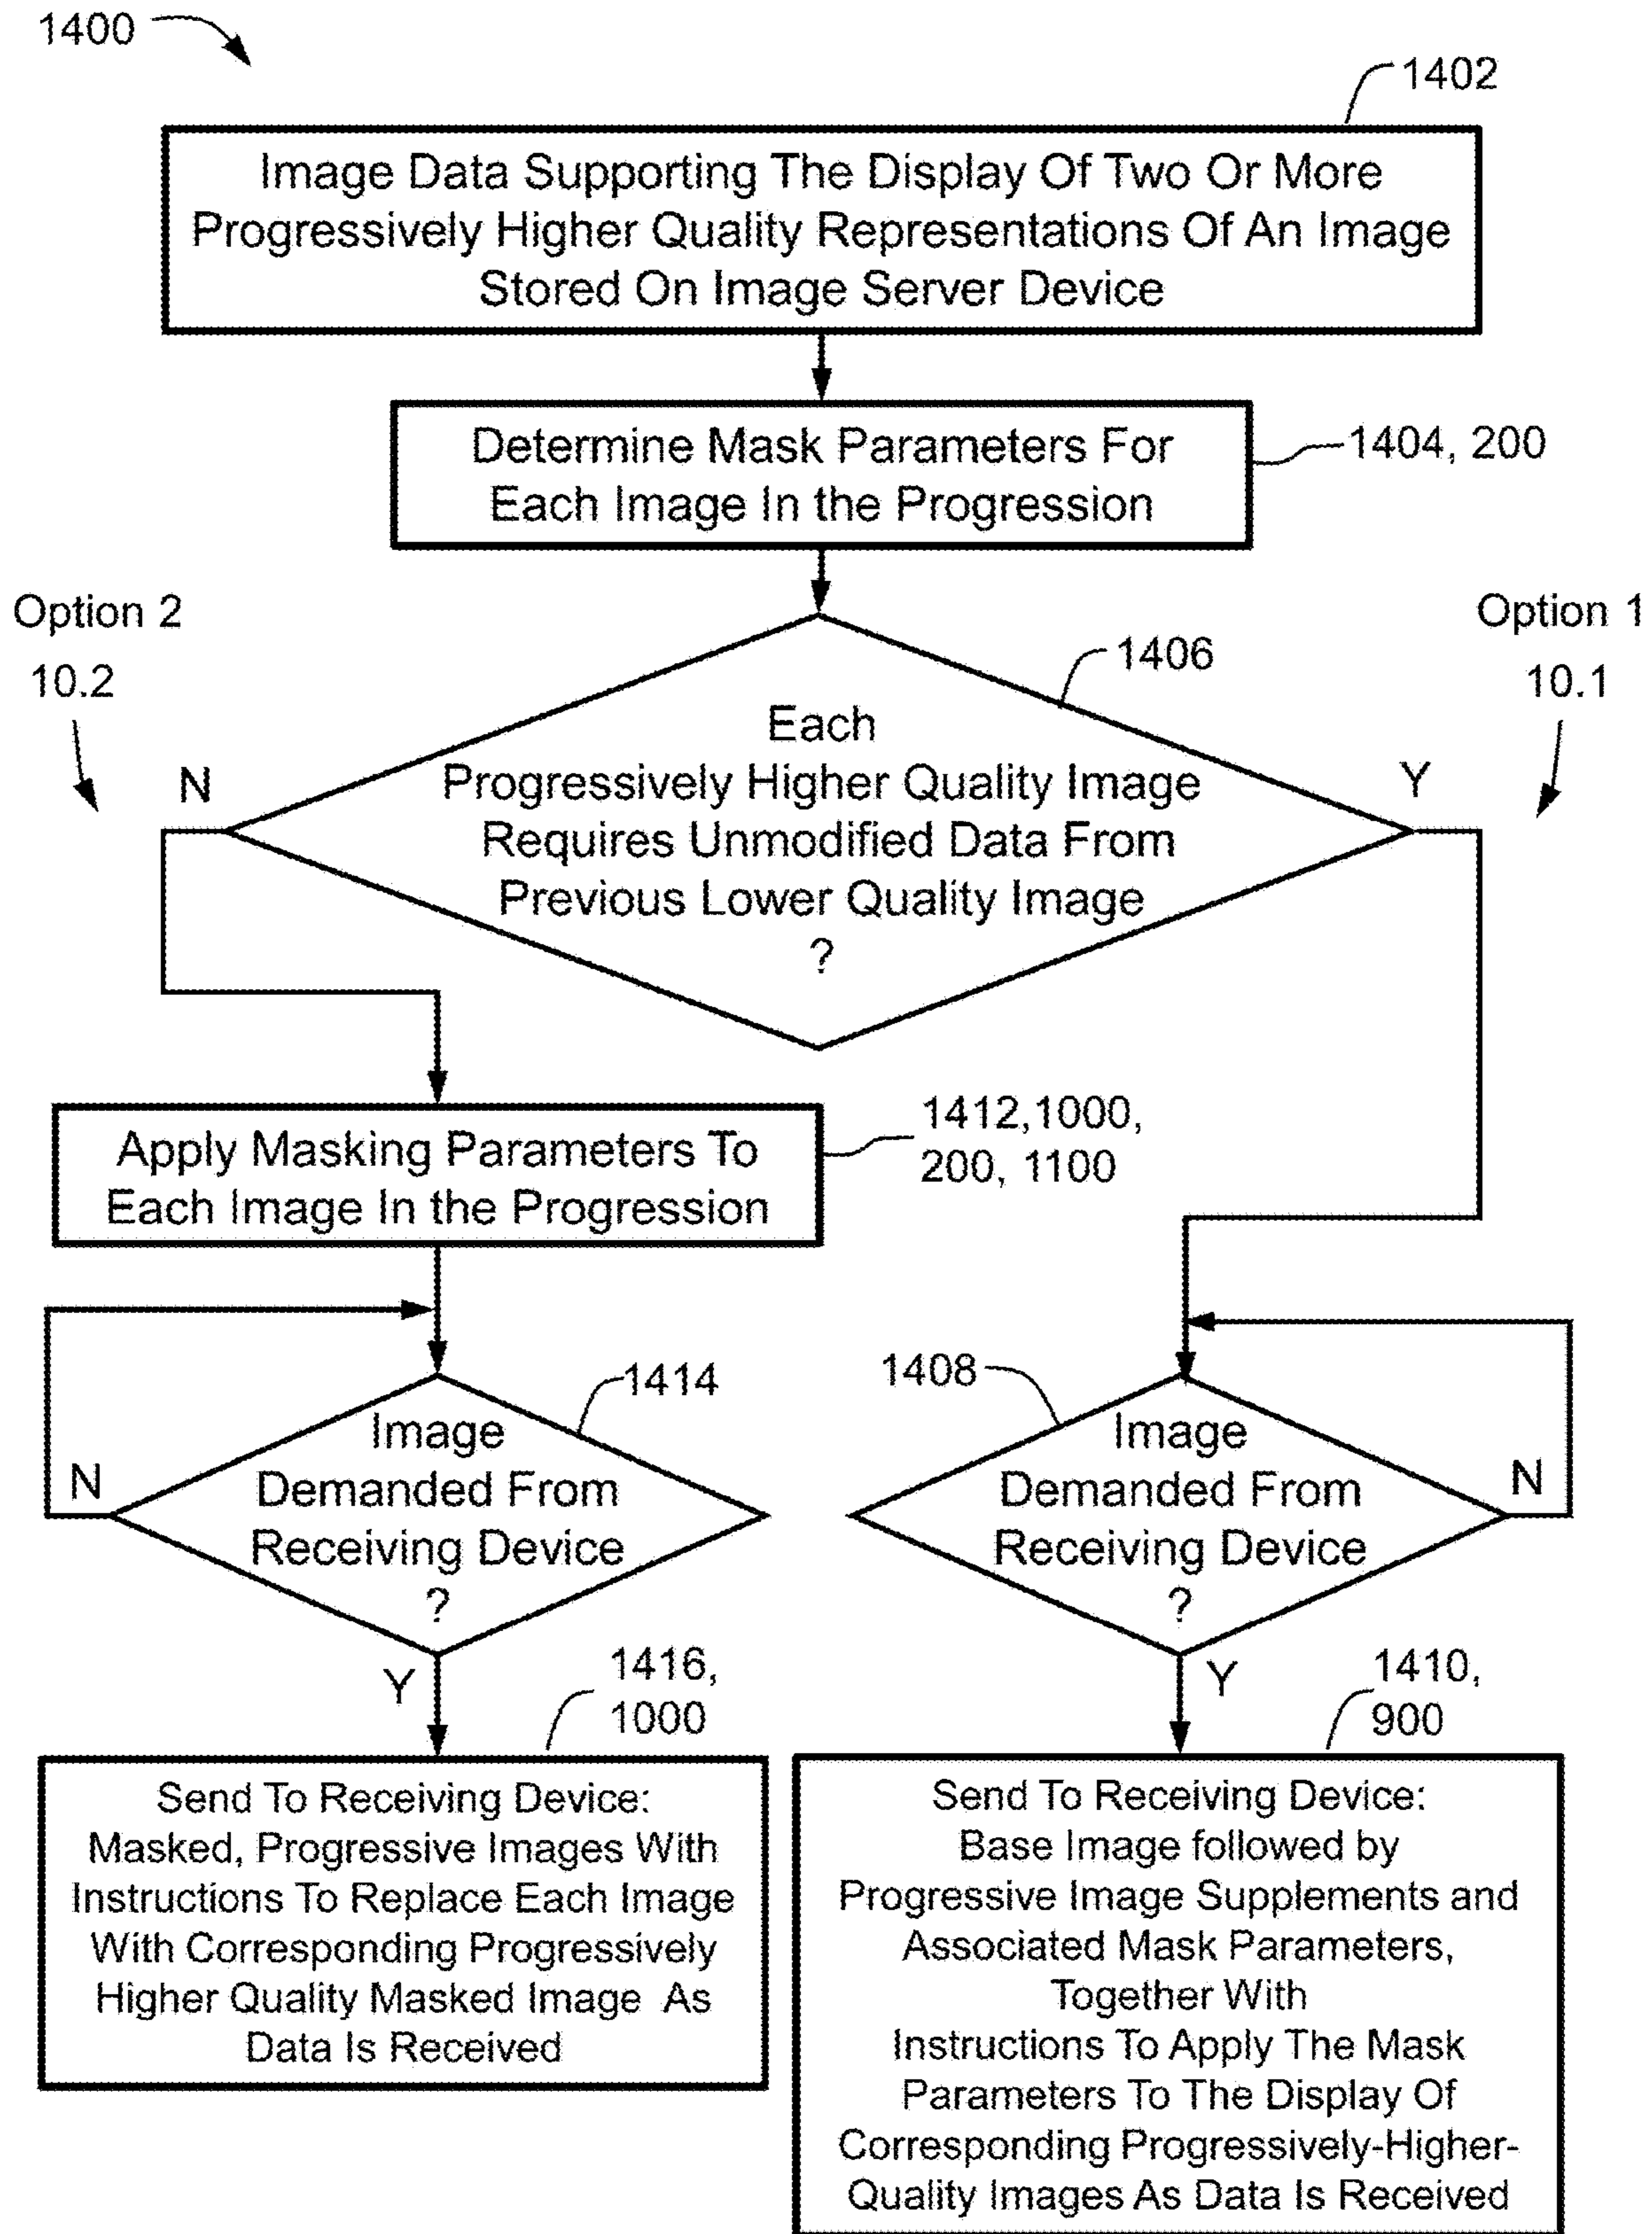 1400
1402
Image Data Supporting The Display Of Two Or More
Progressively Higher Quality Representations Of An Image
Stored On Image Server Device
Determine Mask Parameters For
Each Image In the Progression
1404, 200
Option 2
10.2
Option 1
10.1
1406
N
Y
Each
Progressively Higher Quality Image
Requires Unmodified Data From
Previous Lower Quality Image
?
Apply Masking Parameters To
Each Image In the Progression
1412,1000,
200, 1100
1414
Image
Demanded From
Receiving Device
?
N
Y
1408
Image
Demanded From
Receiving Device
?
N
Y
1416,
1000
Send To Receiving Device:
Masked, Progressive Images With
Instructions To Replace Each Image
With Corresponding Progressively
Higher Quality Masked Image As
Data Is Received
1410,
900
Send To Receiving Device:
Base Image followed by
Progressive Image Supplements and
Associated Mask Parameters,
Together With
Instructions To Apply The Mask
Parameters To The Display Of
Corresponding Progressively-Higher-
Quality Images As Data Is Received